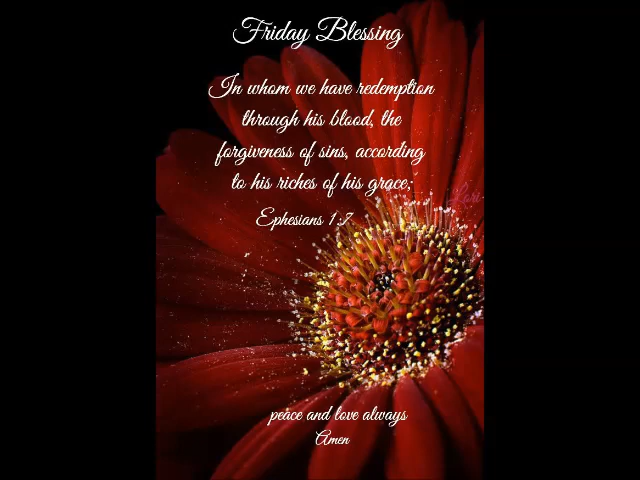 Friday Blessing
In whom we have redemption
through his blood, the
forgiveness of sins, according
to his riches of his grace;
Ephesians 1:7
Lori
peace and love always
Amen